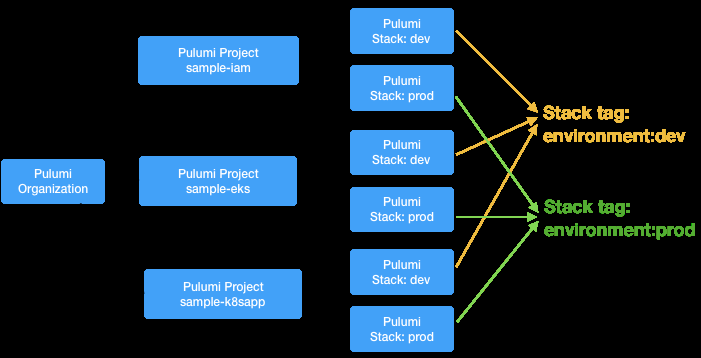 Pulumi
Organization
Pulumi Project
sample-iam
Pulumi Project
sample-eks
Pulumi Project
sample-k8sapp
Pulumi
Stack: dev
Pulumi
Stack: prod
Pulumi
Stack: dev
Pulumi
Stack: prod
Pulumi
Stack: dev
Pulumi
Stack: prod
Stack tag:
environment:dev
Stack tag:
environment:prod